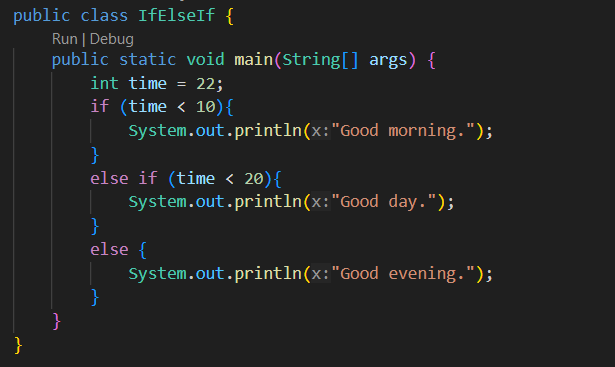 public class IfElseIf {
Run | Debug
public static void main(String[] args) {
int time = 22;
if (time < 10){
System.out.println(x:"Good morning.");
}
else if (time < 20){
System.out.println(x:"Good day.");
}
else {
System.out.println(x:"Good evening.");
}
}
}